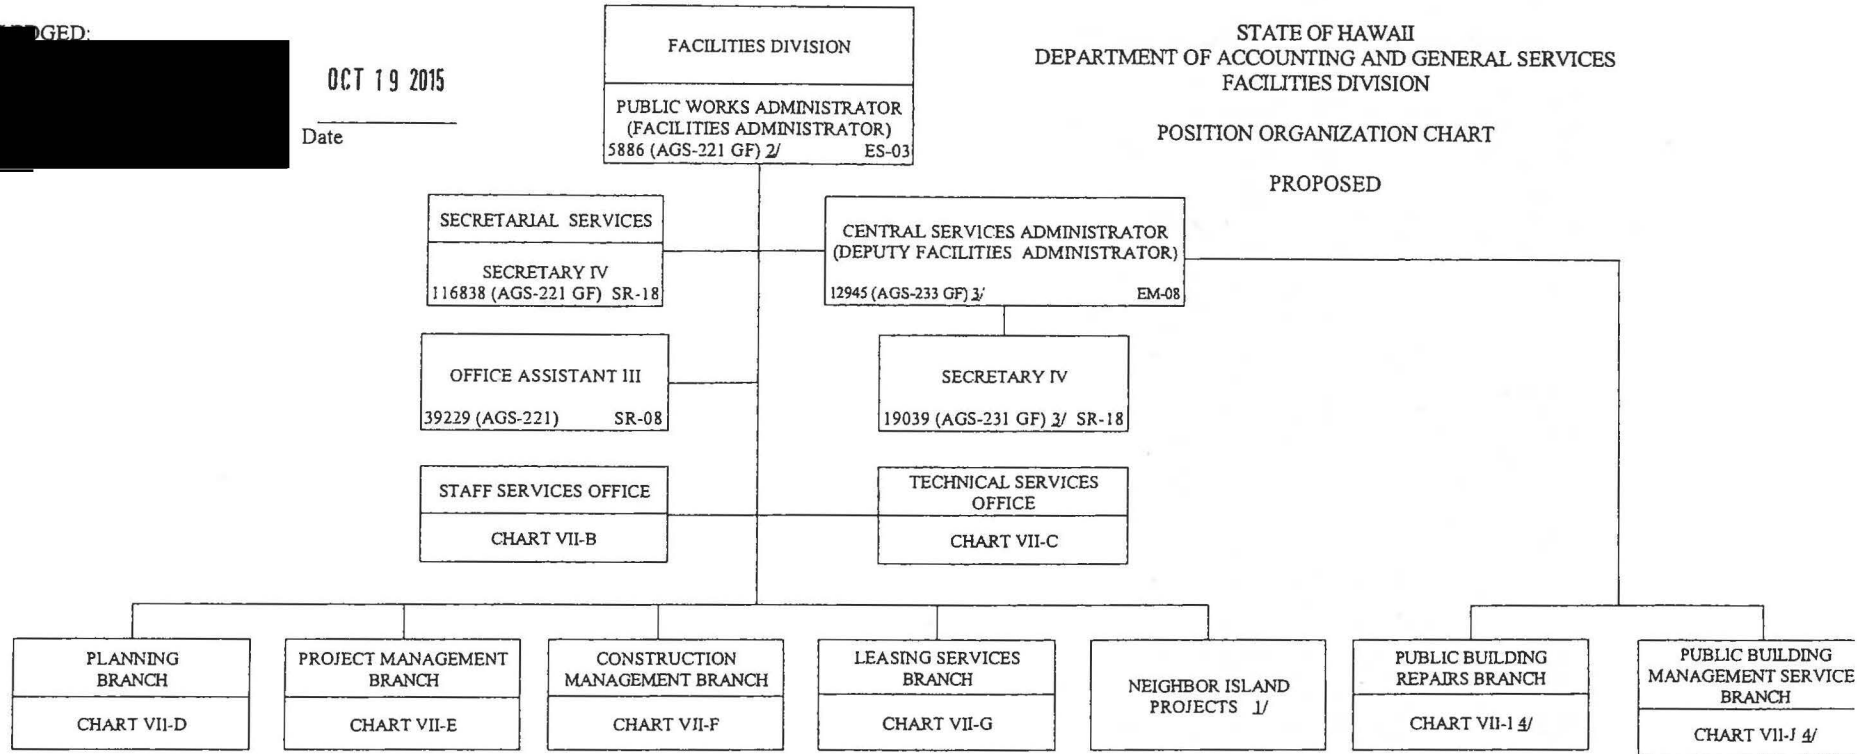 DGED:
OCT 19 2015
Date
STATE OF HAWAII
DEPARTMENT OF ACCOUNTING AND GENERAL SERVICES
FACILITIES DIVISION
POSITION ORGANIZATION CHART
PROPOSED
FACILITIES DIVISION
PUBLIC WORKS ADMINISTRATOR
(FACILITIES ADMINISTRATOR)
5886 (AGS-221 GF) 2/ ES-03
SECRETARIAL SERVICES
SECRETARY IV
116838 (AGS-221 GF) SR-18
CENTRAL SERVICES ADMINISTRATOR
(DEPUTY FACILITIES ADMINISTRATOR)
12945 (AGS-233 GF) 3/ EM-08
OFFICE ASSISTANT III
39229 (AGS-221) SR-08
SECRETARY IV
19039 (AGS-231 GF) 3/ SR-18
STAFF SERVICES OFFICE
CHART VII-B
TECHNICAL SERVICES
OFFICE
CHART VII-C
PLANNING
BRANCH
CHART VII-D
PROJECT MANAGEMENT
BRANCH
CHART VII-E
CONSTRUCTION
MANAGEMENT BRANCH
CHART VII-F
LEASING SERVICES
BRANCH
CHART VII-G
NEIGHBOR ISLAND
PROJECTS 1/
PUBLIC BUILDING
REPAIRS BRANCH
CHART VII-I 4/
PUBLIC BUILDING
MANAGEMENT SERVICE
BRANCH
CHART VII-J 4/